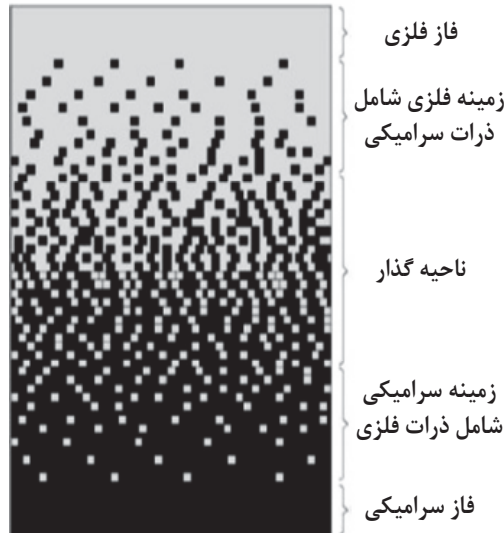 فاز فلزی
زمینه فلزی شامل
ذرات سرامیکی
ناحیه گذار
زمینه سرامیکی
شامل ذرات فلزی
فاز سرامیکی